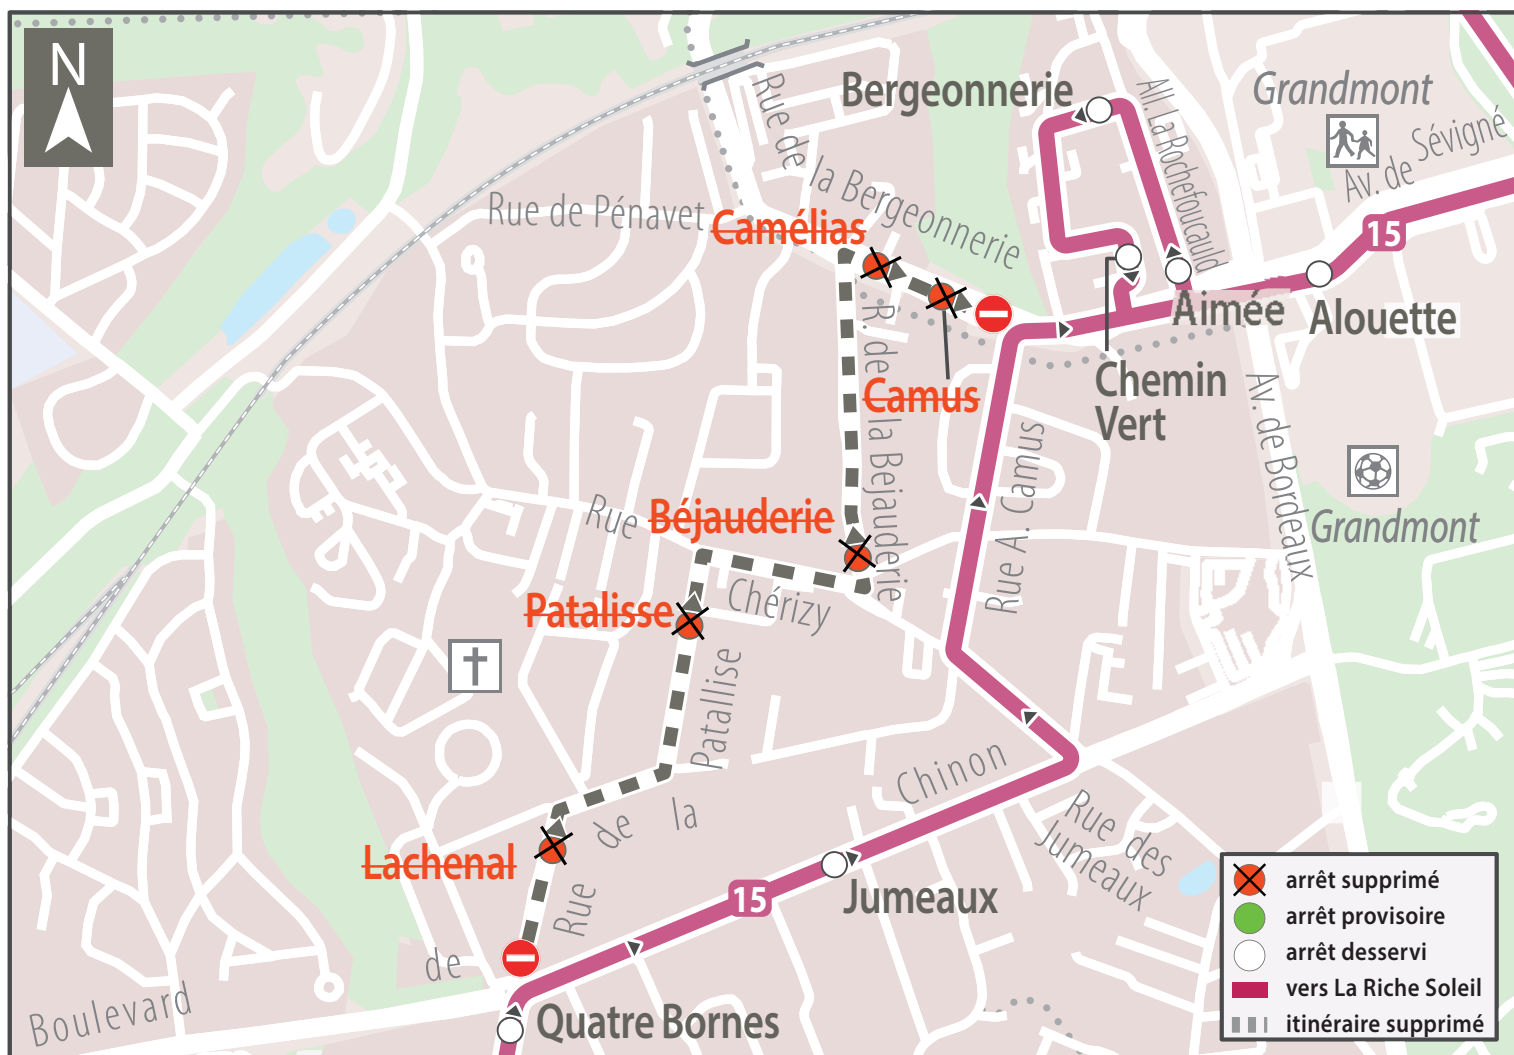 N
Bergeonnerie
Grandmont
All. La Rochefoucauld
Av. de Sévigné
Rue de la Bergeonnerie
Rue de Pénavet
Camélias
15
Aimée
Alouette
Camus
Chemin
Vert
R. de la Bejauderie
Rue A. Camus
Av. de Bordeaux
Béjauderie
Grandmont
Rue Chérizy
Patalisse
Rue de la Patallise
Lachenal
Boulevard de Chinon
Rue des
Jumeaux
15
Jumeaux
Quatre Bornes
arrêt supprimé
arrêt provisoire
arrêt desservi
vers La Riche Soleil
itinéraire supprimé